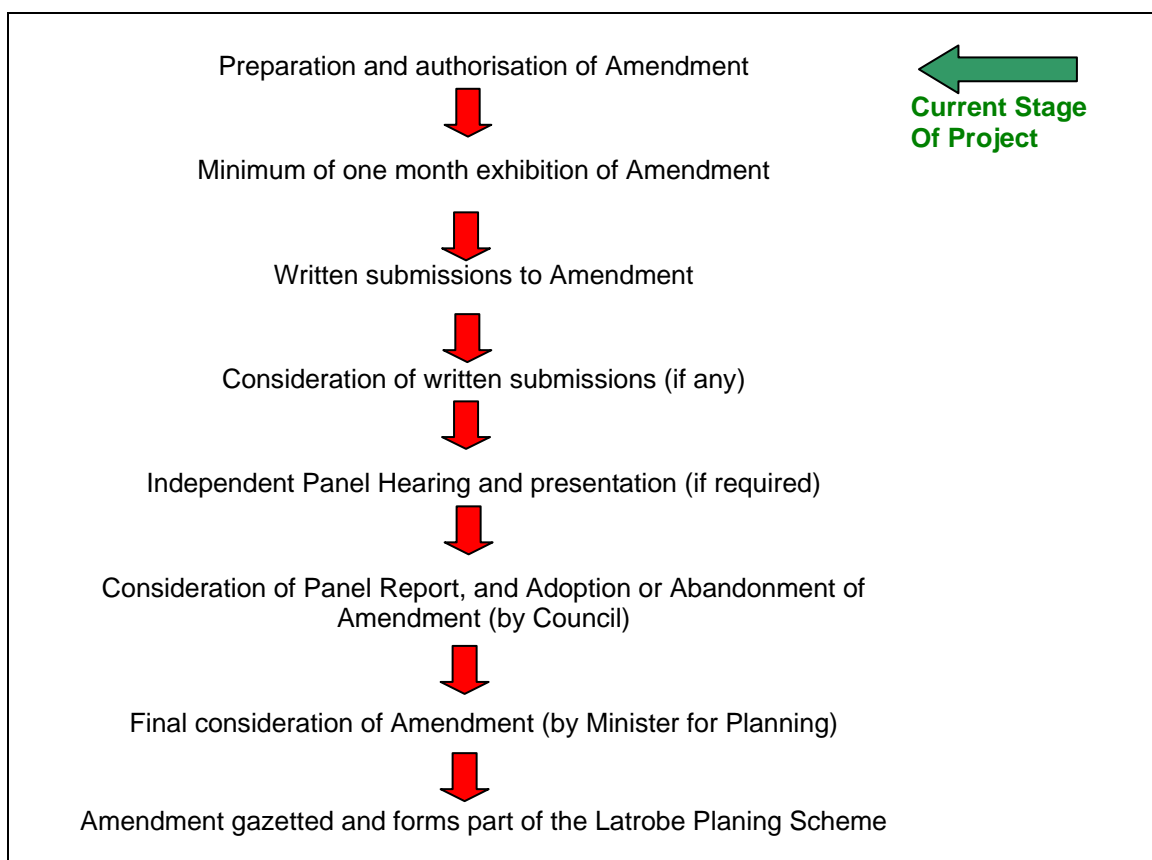 Preparation and authorisation of Amendment
Current Stage
Of Project
Minimum of one month exhibition of Amendment
Written submissions to Amendment
Consideration of written submissions (if any)
Independent Panel Hearing and presentation (if required)
Consideration of Panel Report, and Adoption or Abandonment of
Amendment (by Council)
Final consideration of Amendment (by Minister for Planning)
Amendment gazetted and forms part of the Latrobe Planing Scheme